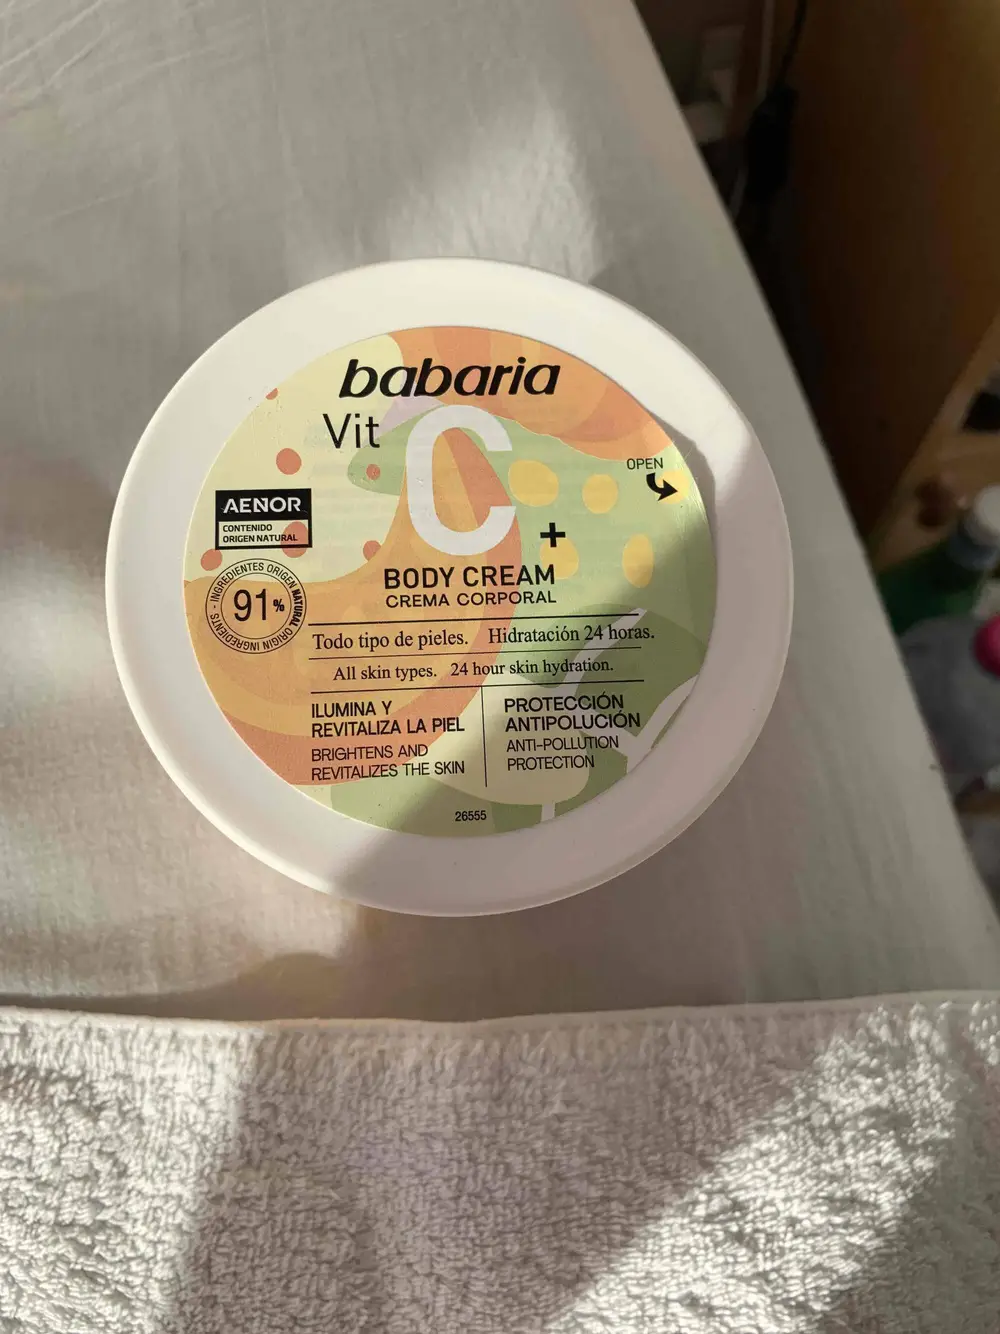 babaria
Vit C+
OPEN
AENOR
CONTENIDO
ORIGEN NATURAL
INGREDIENTES ORIGEN NATURAL ORIGIN INGREDIENTS -
91%
BODY CREAM
CREMA CORPORAL
Todo tipo de pieles. Hidratación 24 horas.
All skin types. 24 hour skin hydration.
ILUMINA Y
REVITALIZA LA PIEL
BRIGHTENS AND
REVITALIZES THE SKIN
PROTECCIÓN
ANTIPOLUCIÓN
ANTI-POLLUTION
PROTECTION
26555